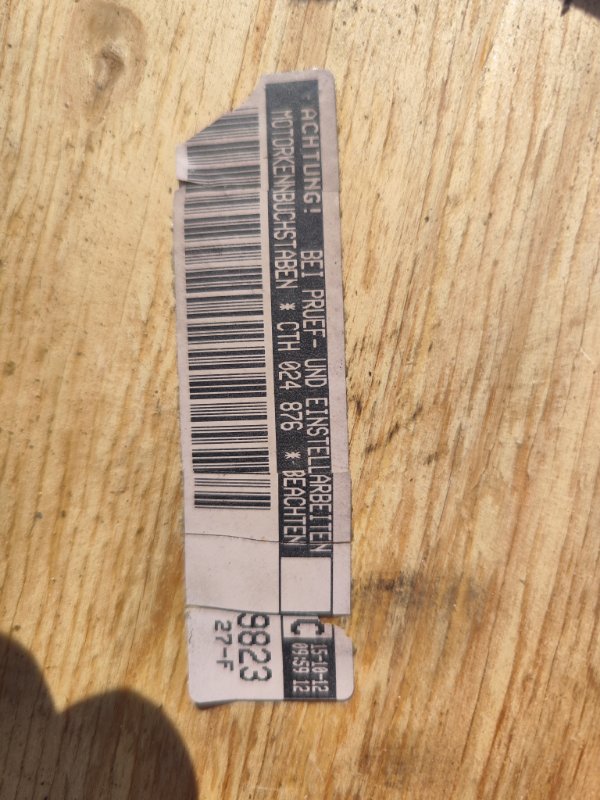 *ACHTUNG! BEI PRUEF- UND EINSTELLARBEITEN
MOTORKENNBUCHSTABEN * CTH 024 876 * BEACHTEN
C
15-10-12
09:59 12
9823
27-F